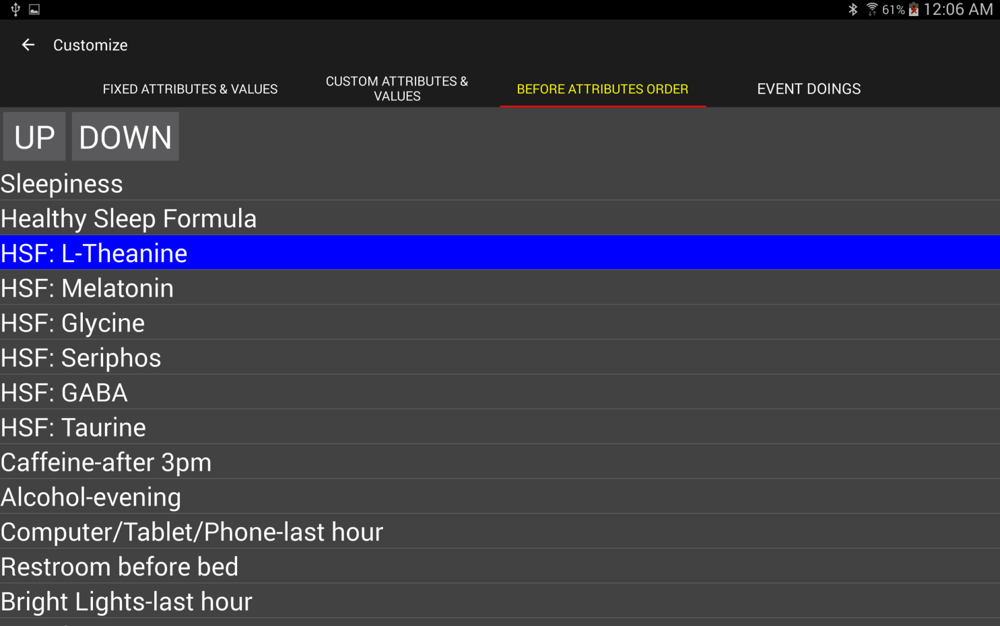 61% 12:06 AM
Customize
FIXED ATTRIBUTES & VALUES
CUSTOM ATTRIBUTES &
VALUES
BEFORE ATTRIBUTES ORDER
EVENT DOINGS
UP DOWN
Sleepiness
Healthy Sleep Formula
HSF: L-Theanine
HSF: Melatonin
HSF: Glycine
HSF: Seriphos
HSF: GABA
HSF: Taurine
Caffeine-after 3pm
Alcohol-evening
Computer/Tablet/Phone-last hour
Restroom before bed
Bright Lights-last hour